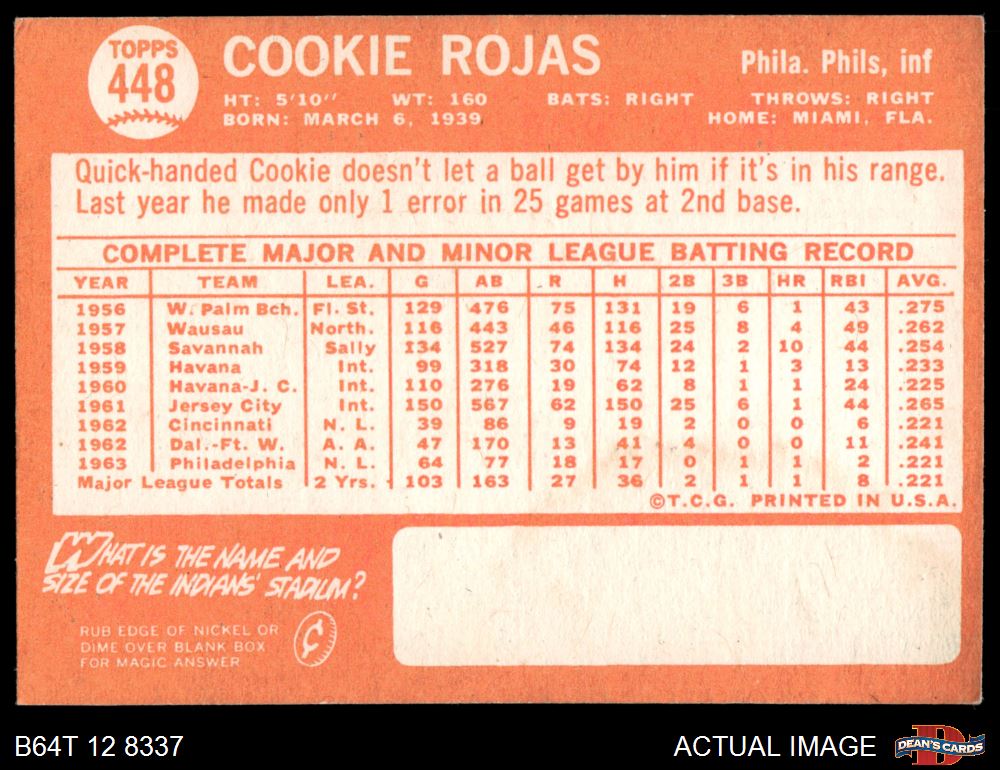 TOPPS
448
COOKIE ROJAS
Phila. Phils, inf
HT: 5'10" WT: 160 BATS: RIGHT THROWS: RIGHT
BORN: MARCH 6, 1939 HOME: MIAMI, FLA.
Quick-handed Cookie doesn't let a ball get by him if it's in his range.
Last year he made only 1 error in 25 games at 2nd base.
COMPLETE MAJOR AND MINOR LEAGUE BATTING RECORD
YEAR TEAM LEA. G AB R H 2B 3B HR RBI AVG.
1956 W. Palm Bch. Fl. St. 129 476 75 131 19 6 1 43 .275
1957 Wausau North. 116 443 46 116 25 8 4 49 .262
1958 Savannah Sally 134 527 74 134 24 2 10 44 .254
1959 Havana Int. 99 318 30 74 12 1 3 13 .233
1960 Havana-J. C. Int. 110 276 19 62 8 1 1 24 .225
1961 Jersey City Int. 150 567 62 150 25 6 1 44 .265
1962 Cincinnati N. L. 39 86 9 19 2 0 0 6 .221
1962 Dal.-Ft. W. A. A. 47 170 13 41 4 0 0 11 .241
1963 Philadelphia N. L. 64 77 18 17 0 1 1 2 .221
Major League Totals 2 Yrs. 103 163 27 36 2 1 1 8 .221
©T.C.G. PRINTED IN U.S.A.
WHAT IS THE NAME AND
SIZE OF THE INDIANS' STADIUM?
RUB EDGE OF NICKEL OR
DIME OVER BLANK BOX
FOR MAGIC ANSWER
¢
B64T 12 8337
ACTUAL IMAGE
D
DEAN'S CARDS